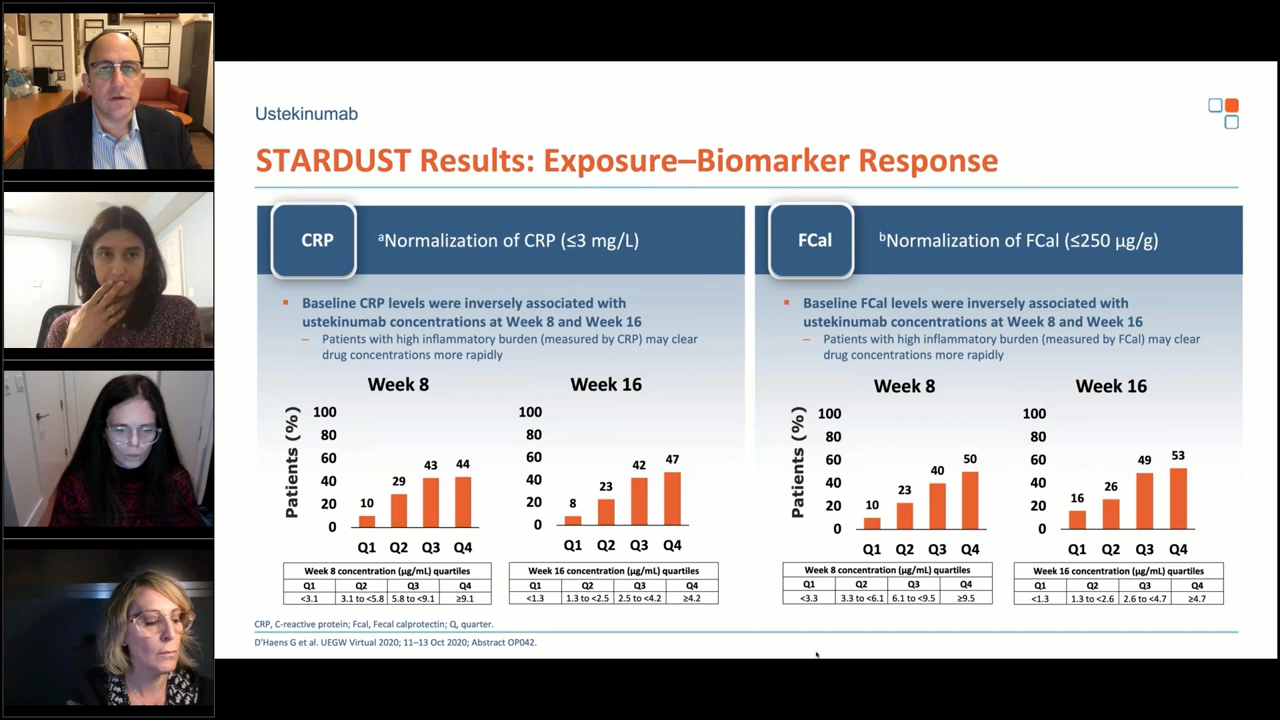 Ustekinumab
STARDUST Results: Exposure–Biomarker Response
CRP
ᵃNormalization of CRP (≤3 mg/L)
▪ Baseline CRP levels were inversely associated with
ustekinumab concentrations at Week 8 and Week 16
– Patients with high inflammatory burden (measured by CRP) may clear
drug concentrations more rapidly
Week 8
Patients (%)
100
80
60
40
20
0
10
29
43
44
Q1 Q2 Q3 Q4
Week 8 concentration (µg/mL) quartiles
Q1 Q2 Q3 Q4
<3.1 3.1 to <5.8 5.8 to <9.1 ≥9.1
Week 16
100
80
60
40
20
0
8
23
42
47
Q1 Q2 Q3 Q4
Week 16 concentration (µg/mL) quartiles
Q1 Q2 Q3 Q4
<1.3 1.3 to <2.5 2.5 to <4.2 ≥4.2
FCal
ᵇNormalization of FCal (≤250 µg/g)
▪ Baseline FCal levels were inversely associated with
ustekinumab concentrations at Week 8 and Week 16
– Patients with high inflammatory burden (measured by FCal) may clear
drug concentrations more rapidly
Week 8
Patients (%)
100
80
60
40
20
0
10
23
40
50
Q1 Q2 Q3 Q4
Week 8 concentration (µg/mL) quartiles
Q1 Q2 Q3 Q4
<3.3 3.3 to <6.1 6.1 to <9.5 ≥9.5
Week 16
100
80
60
40
20
0
16
26
49
53
Q1 Q2 Q3 Q4
Week 16 concentration (µg/mL) quartiles
Q1 Q2 Q3 Q4
<1.3 1.3 to <2.6 2.6 to <4.7 ≥4.7
CRP, C-reactive protein; Fcal, Fecal calprotectin; Q, quarter.
D'Haens G et al. UEGW Virtual 2020; 11–13 Oct 2020; Abstract OP042.